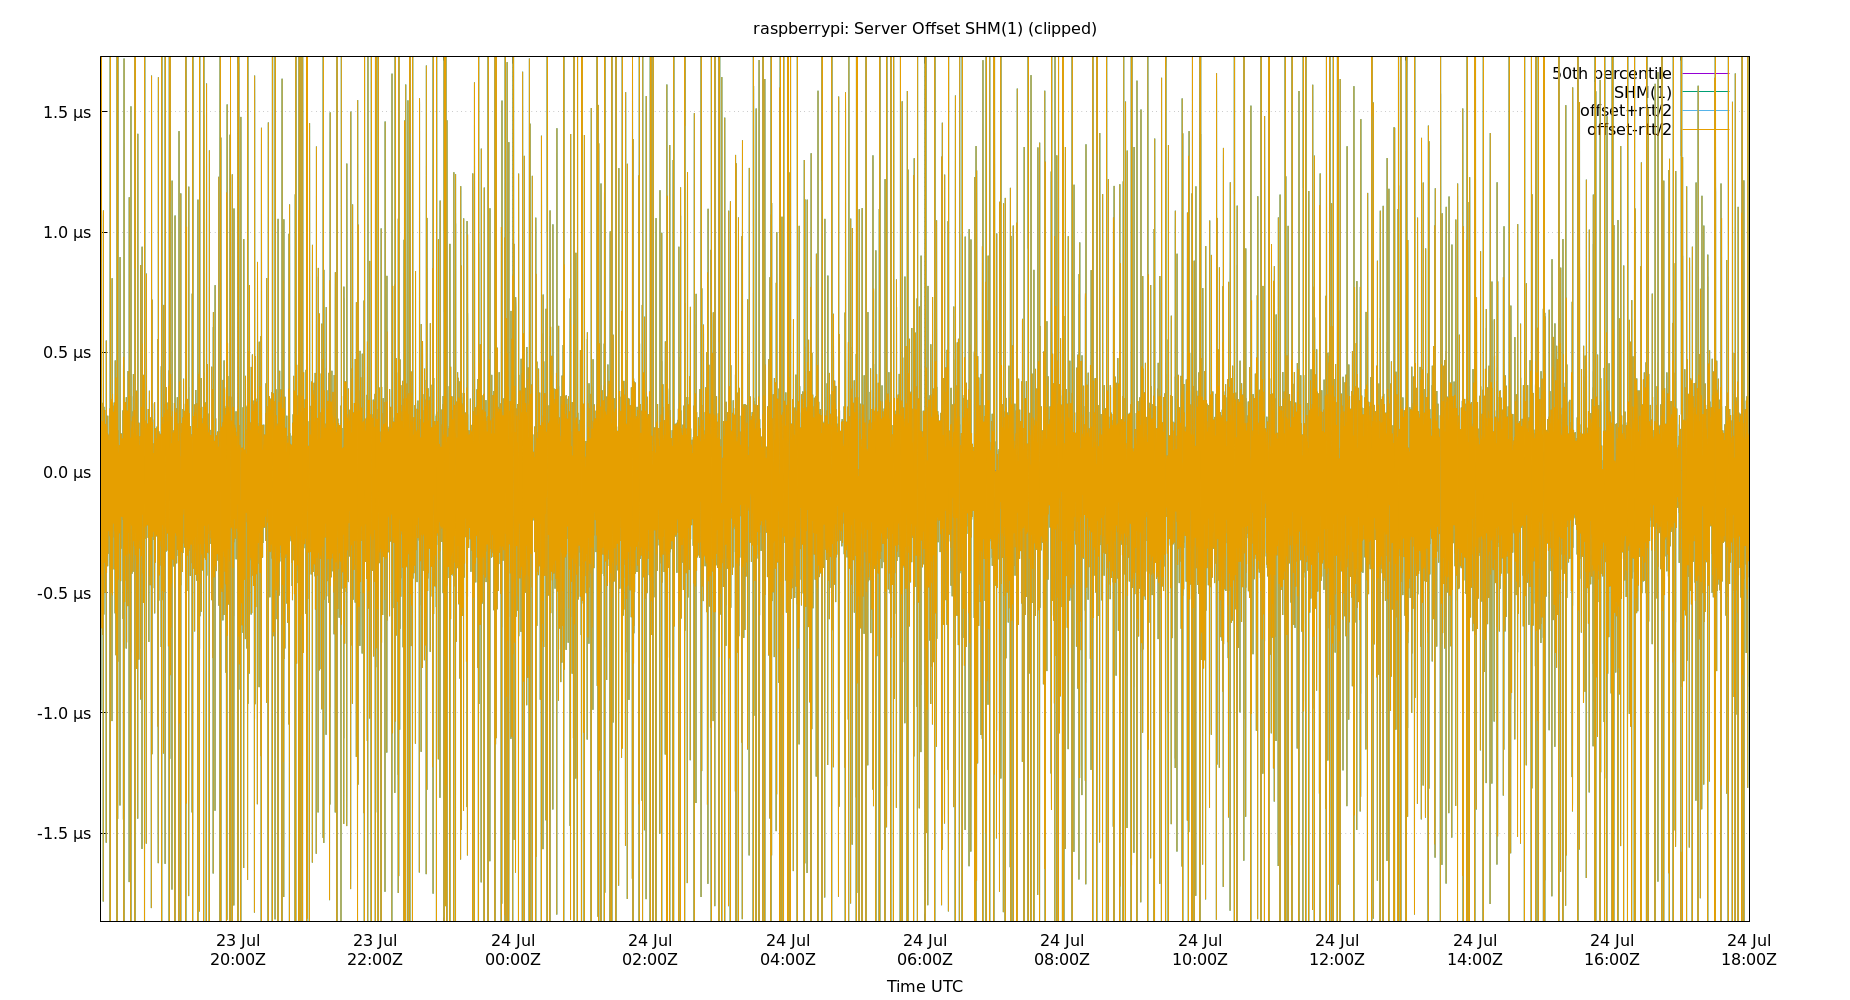 raspberrypi: Server Offset SHM(1) (clipped)
50th percentile
SHM(1)
offset+rtt/2
offset-rtt/2
1.5 µs
1.0 µs
0.5 µs
0.0 µs
-0.5 µs
-1.0 µs
-1.5 µs
23 Jul 23 Jul 24 Jul 24 Jul 24 Jul 24 Jul 24 Jul 24 Jul 24 Jul 24 Jul 24 Jul 24 Jul
20:00Z 22:00Z 00:00Z 02:00Z 04:00Z 06:00Z 08:00Z 10:00Z 12:00Z 14:00Z 16:00Z 18:00Z
Time UTC